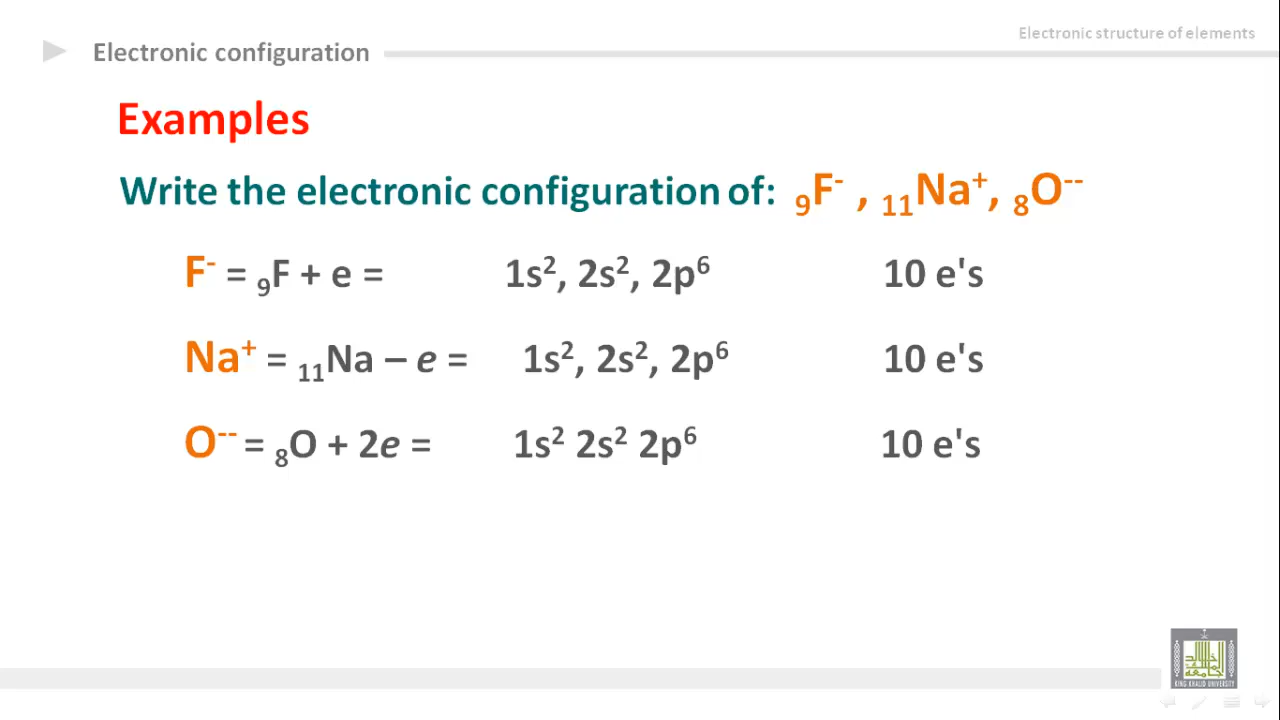 Electronic structure of elements
Electronic configuration
Examples
Write the electronic configuration of: ₉F⁻ , ₁₁Na⁺, ₈O⁻⁻
F⁻ = ₉F + e = 1s², 2s², 2p⁶ 10 e's
Na⁺ = ₁₁Na – e = 1s², 2s², 2p⁶ 10 e's
O⁻⁻ = ₈O + 2e = 1s² 2s² 2p⁶ 10 e's
KING KHALID UNIVERSITY